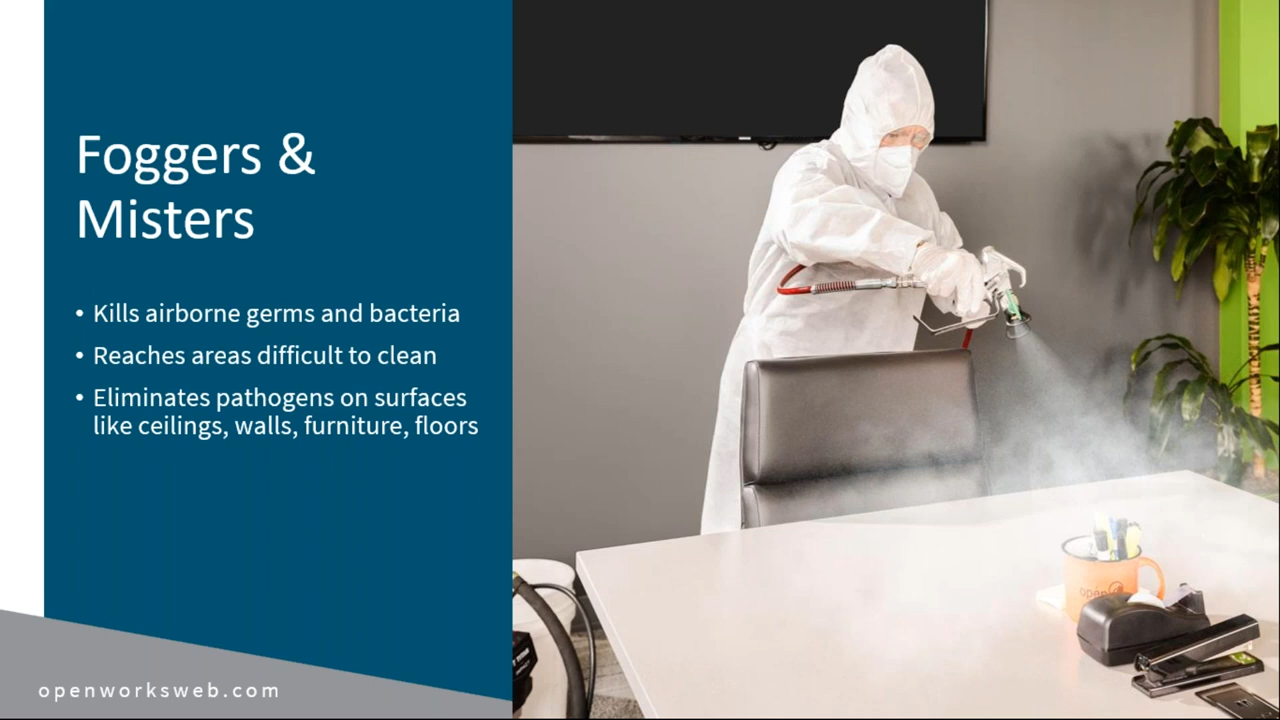 Foggers &
Misters
• Kills airborne germs and bacteria
• Reaches areas difficult to clean
• Eliminates pathogens on surfaces
like ceilings, walls, furniture, floors
openworksweb.com